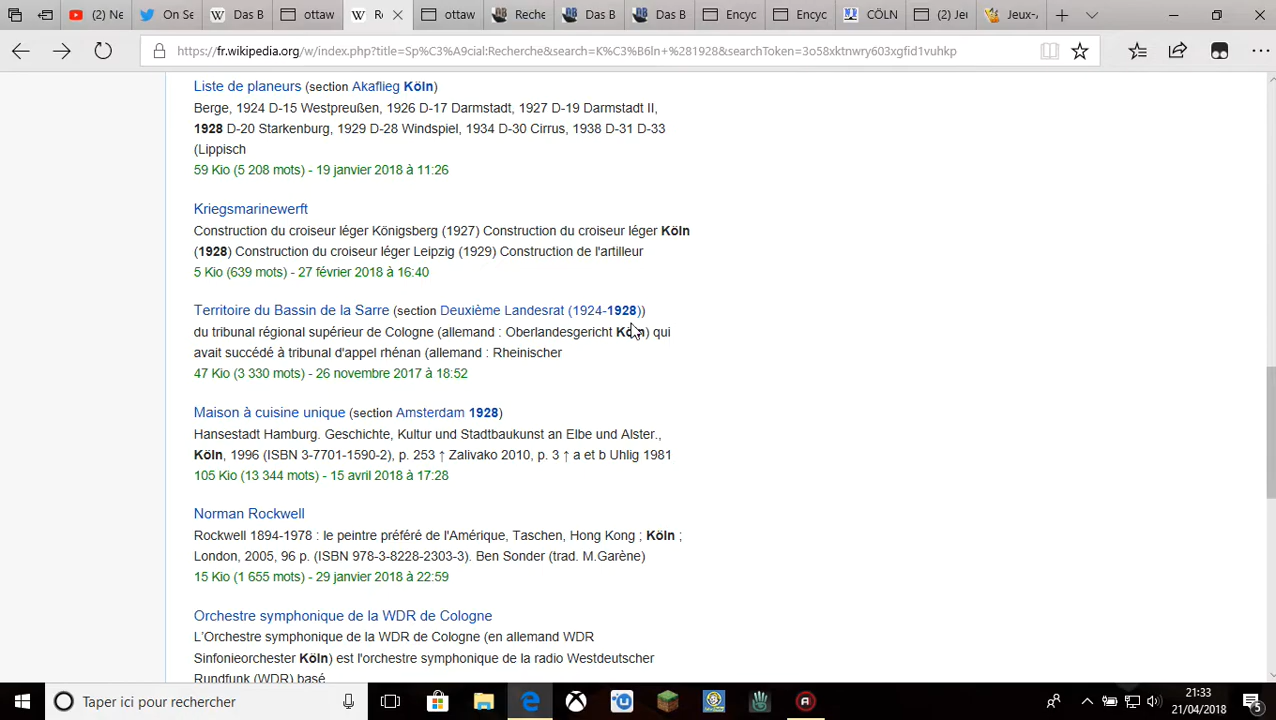 (2) Ne
On Se
Das B
ottaw
Re
ottaw
Reche
Das B
Das B
Encyc
Encyc
CÖLN
(2) Jeu
Jeux-A
https://fr.wikipedia.org/w/index.php?title=Sp%C3%A9cial:Recherche&search=K%C3%B6ln+%281928&searchToken=3o58xktnwry603xgfid1vuhkp
Liste de planeurs (section Akaflieg Köln)
Berge, 1924 D-15 Westpreußen, 1926 D-17 Darmstadt, 1927 D-19 Darmstadt II,
1928 D-20 Starkenburg, 1929 D-28 Windspiel, 1934 D-30 Cirrus, 1938 D-31 D-33
(Lippisch
59 Kio (5 208 mots) - 19 janvier 2018 à 11:26
Kriegsmarinewerft
Construction du croiseur léger Königsberg (1927) Construction du croiseur léger Köln
(1928) Construction du croiseur léger Leipzig (1929) Construction de l'artilleur
5 Kio (639 mots) - 27 février 2018 à 16:40
Territoire du Bassin de la Sarre (section Deuxième Landesrat (1924-1928))
du tribunal régional supérieur de Cologne (allemand : Oberlandesgericht Köln) qui
avait succédé à tribunal d'appel rhénan (allemand : Rheinischer
47 Kio (3 330 mots) - 26 novembre 2017 à 18:52
Maison à cuisine unique (section Amsterdam 1928)
Hansestadt Hamburg. Geschichte, Kultur und Stadtbaukunst an Elbe und Alster.,
Köln, 1996 (ISBN 3-7701-1590-2), p. 253 ↑ Zalivako 2010, p. 3 ↑ a et b Uhlig 1981
105 Kio (13 344 mots) - 15 avril 2018 à 17:28
Norman Rockwell
Rockwell 1894-1978 : le peintre préféré de l'Amérique, Taschen, Hong Kong ; Köln ;
London, 2005, 96 p. (ISBN 978-3-8228-2303-3). Ben Sonder (trad. M.Garène)
15 Kio (1 655 mots) - 29 janvier 2018 à 22:59
Orchestre symphonique de la WDR de Cologne
L'Orchestre symphonique de la WDR de Cologne (en allemand WDR
Sinfonieorchester Köln) est l'orchestre symphonique de la radio Westdeutscher
Rundfunk (WDR) basé
Taper ici pour rechercher
21:33
21/04/2018
5